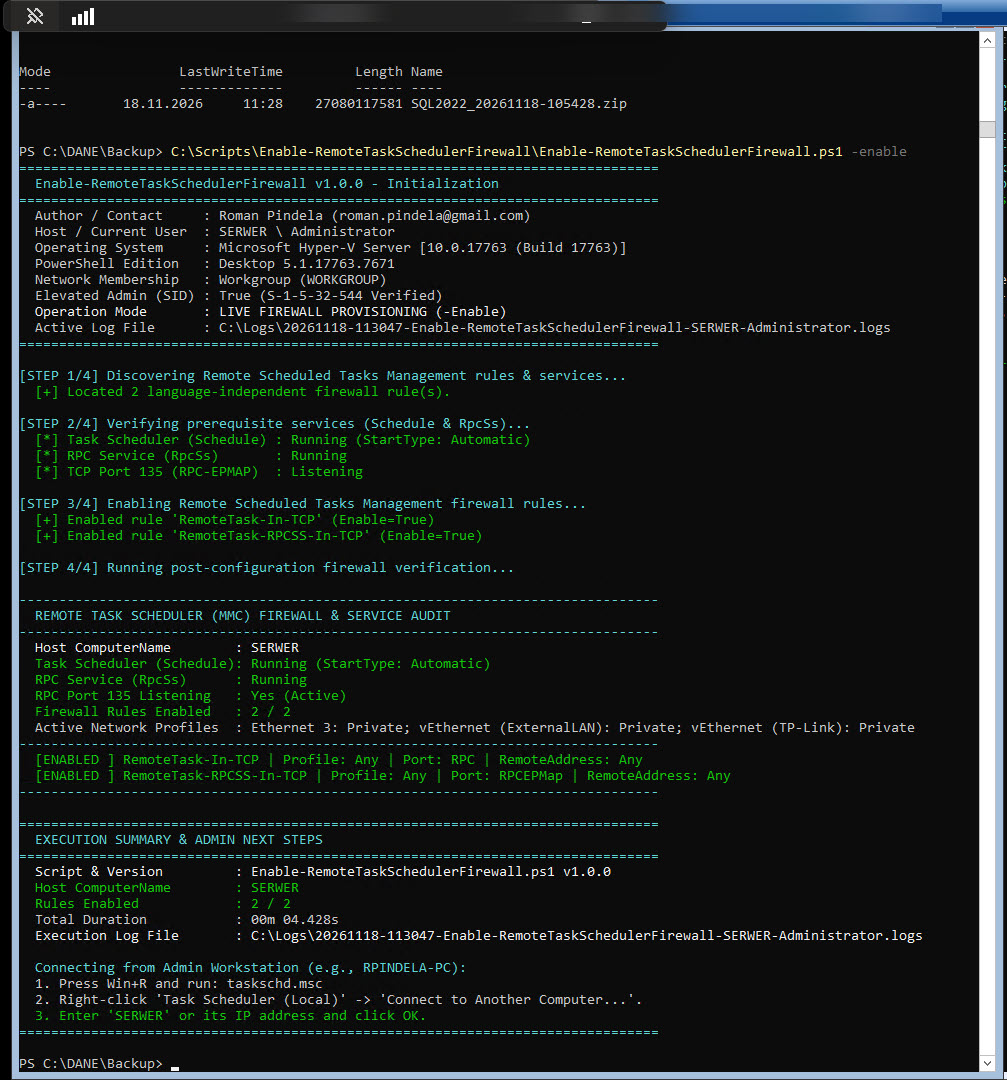 Mode                LastWriteTime         Length Name
----                -------------         ------ ----
-a----       18.11.2026     11:28    27080117581 SQL2022_20261118-105428.zip
PS C:\DANE\Backup> C:\Scripts\Enable-RemoteTaskSchedulerFirewall\Enable-RemoteTaskSchedulerFirewall.ps1 -enable
================================================================================
Enable-RemoteTaskSchedulerFirewall v1.0.0 - Initialization
================================================================================
Author / Contact     : Roman Pindela (roman.pindela@gmail.com)
Host / Current User  : SERWER \ Administrator
Operating System     : Microsoft Hyper-V Server [10.0.17763 (Build 17763)]
PowerShell Edition   : Desktop 5.1.17763.7671
Network Membership   : Workgroup (WORKGROUP)
Elevated Admin (SID) : True (S-1-5-32-544 Verified)
Operation Mode       : LIVE FIREWALL PROVISIONING (-Enable)
Active Log File      : C:\Logs\20261118-113047-Enable-RemoteTaskSchedulerFirewall-SERWER-Administrator.logs
================================================================================
[STEP 1/4] Discovering Remote Scheduled Tasks Management rules & services...
[+] Located 2 language-independent firewall rule(s).
[STEP 2/4] Verifying prerequisite services (Schedule & RpcSs)...
[*] Task Scheduler (Schedule) : Running (StartType: Automatic)
[*] RPC Service (RpcSs)       : Running
[*] TCP Port 135 (RPC-EPMAP)  : Listening
[STEP 3/4] Enabling Remote Scheduled Tasks Management firewall rules...
[+] Enabled rule 'RemoteTask-In-TCP' (Enable=True)
[+] Enabled rule 'RemoteTask-RPCSS-In-TCP' (Enable=True)
[STEP 4/4] Running post-configuration firewall verification...
--------------------------------------------------------------------------------
REMOTE TASK SCHEDULER (MMC) FIREWALL & SERVICE AUDIT
--------------------------------------------------------------------------------
Host ComputerName        : SERWER
Task Scheduler (Schedule): Running (StartType: Automatic)
RPC Service (RpcSs)      : Running
RPC Port 135 Listening   : Yes (Active)
Firewall Rules Enabled   : 2 / 2
Active Network Profiles  : Ethernet 3: Private; vEthernet (ExternalLAN): Private; vEthernet (TP-Link): Private
--------------------------------------------------------------------------------
[ENABLED ] RemoteTask-In-TCP | Profile: Any | Port: RPC | RemoteAddress: Any
[ENABLED ] RemoteTask-RPCSS-In-TCP | Profile: Any | Port: RPCEPMap | RemoteAddress: Any
--------------------------------------------------------------------------------
================================================================================
EXECUTION SUMMARY & ADMIN NEXT STEPS
================================================================================
Script & Version         : Enable-RemoteTaskSchedulerFirewall.ps1 v1.0.0
Host ComputerName        : SERWER
Rules Enabled            : 2 / 2
Total Duration           : 00m 04.428s
Execution Log File       : C:\Logs\20261118-113047-Enable-RemoteTaskSchedulerFirewall-SERWER-Administrator.logs
Connecting from Admin Workstation (e.g., RPINDELA-PC):
1. Press Win+R and run: taskschd.msc
2. Right-click 'Task Scheduler (Local)' -> 'Connect to Another Computer...'.
3. Enter 'SERWER' or its IP address and click OK.
================================================================================
PS C:\DANE\Backup>